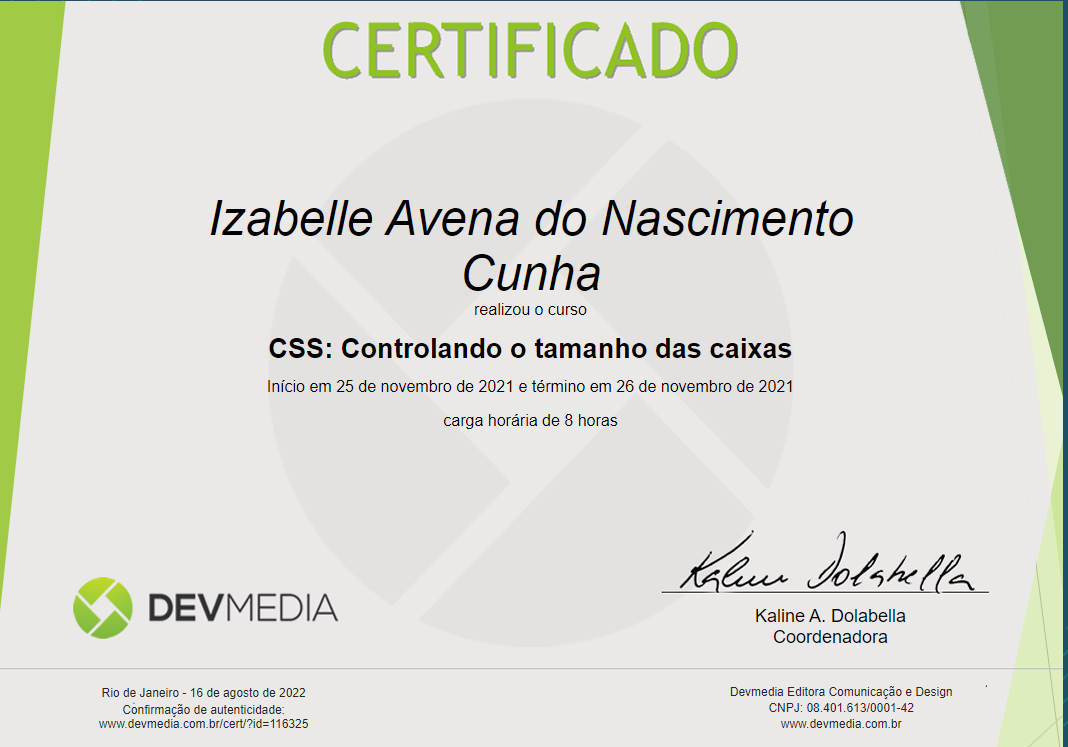 CERTIFICADO
Izabelle Avena do Nascimento
Cunha
realizou o curso
CSS: Controlando o tamanho das caixas
Início em 25 de novembro de 2021 e término em 26 de novembro de 2021
carga horária de 8 horas
Kaline Dolabella
DEVMEDIA
Kaline A. Dolabella
Coordenadora
Rio de Janeiro - 16 de agosto de 2022
Confirmação de autenticidade:
www.devmedia.com.br/cert/?id=116325
Devmedia Editora Comunicação e Design
CNPJ: 08.401.613/0001-42
www.devmedia.com.br